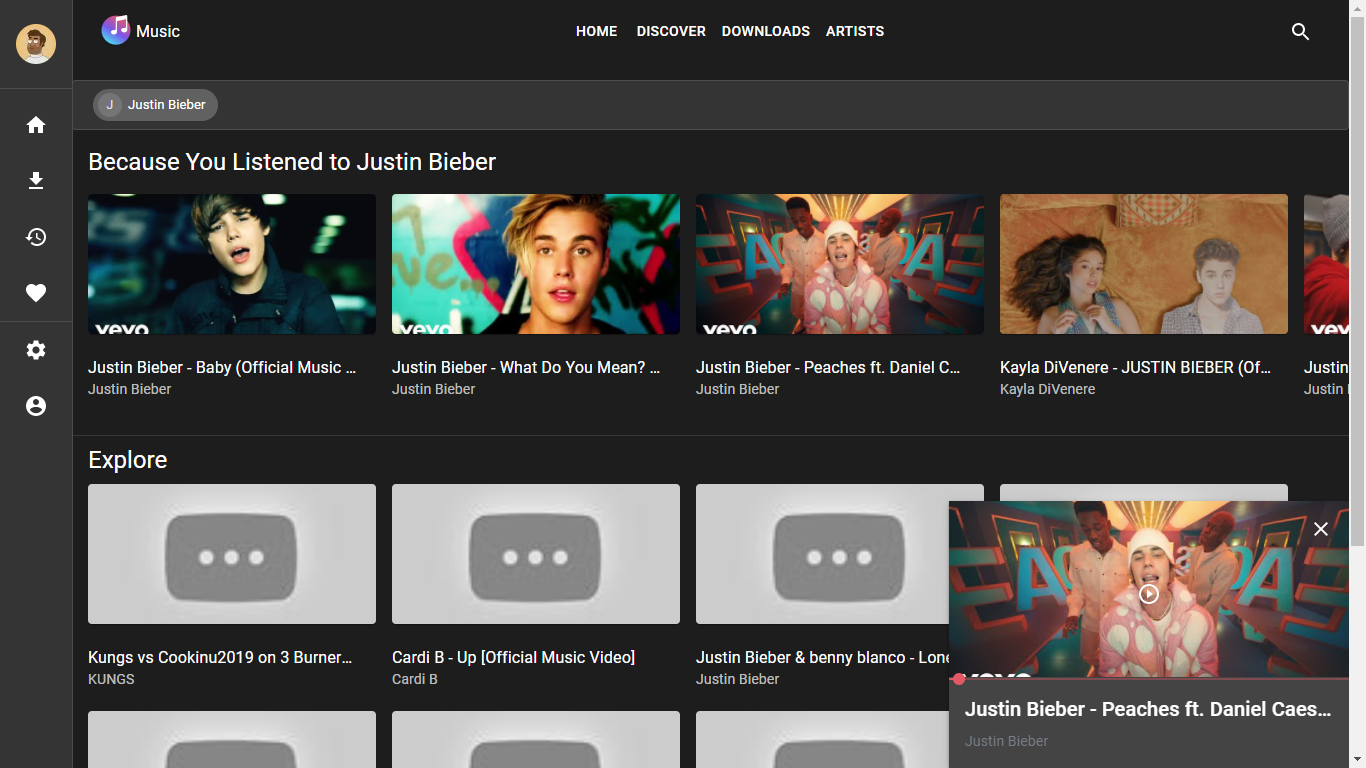 Music
HOME DISCOVER DOWNLOADS ARTISTS
J Justin Bieber
Because You Listened to Justin Bieber
vevo vevo vevo
Justin Bieber - Baby (Official Music ... Justin Bieber - What Do You Mean? ... Justin Bieber - Peaches ft. Daniel C... Kayla DiVenere - JUSTIN BIEBER (Of... Justin
Justin Bieber Justin Bieber Justin Bieber Kayla DiVenere Justin
Explore
Kungs vs Cookinu2019 on 3 Burner... Cardi B - Up [Official Music Video] Justin Bieber & benny blanco - Lone
KUNGS Cardi B Justin Bieber
vevo
Justin Bieber - Peaches ft. Daniel Caes...
Justin Bieber